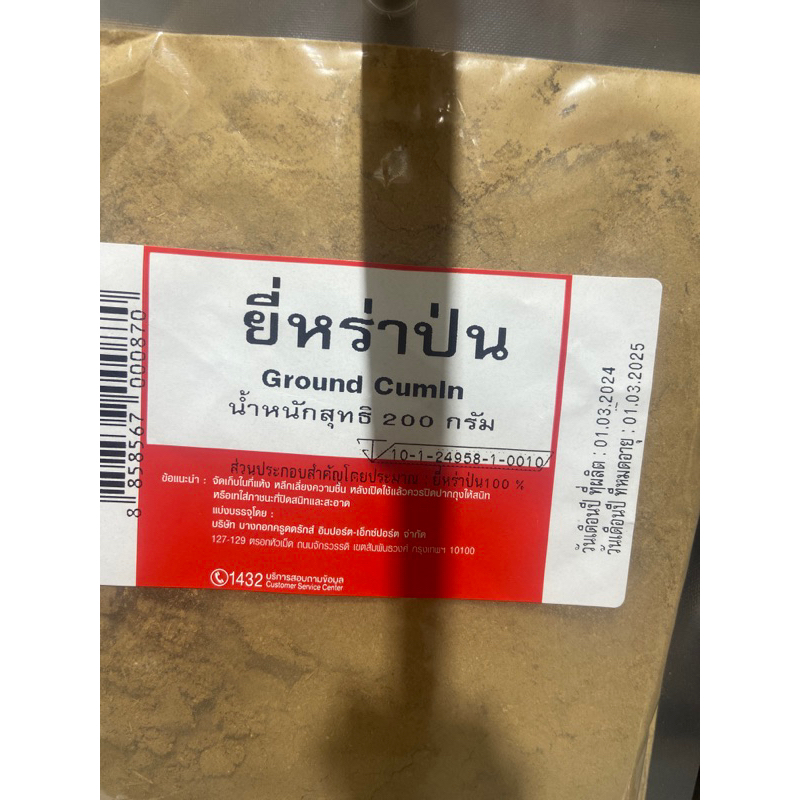 ยี่หร่าป่น
Ground CumIn
น้ำหนักสุทธิ 200 กรัม
10-1-24958-1-0010
ส่วนประกอบสำคัญโดยประมาณ : ยี่หร่าป่น100 %
ข้อแนะนำ : จัดเก็บในที่แห้ง หลีกเลี่ยงความชื้น หลังเปิดใช้แล้วควรปิดปากถุงให้สนิท
หรือเทใส่ภาชนะที่ปิดสนิทและสะอาด
แบ่งบรรจุโดย :
บริษัท บางกอกครูดดรักส์ อิมปอร์ต-เอ็กซ์ปอร์ต จำกัด
127-129 ตรอกหัวเม็ด ถนนจักรวรรดิ เขตสัมพันธวงศ์ กรุงเทพฯ 10100
1432 บริการสอบถามข้อมูล
Customer Service Center
8 858567 000870
วันเดือนปี ที่ผลิต : 01.03.2024
วันเดือนปี ที่หมดอายุ : 01.03.2025